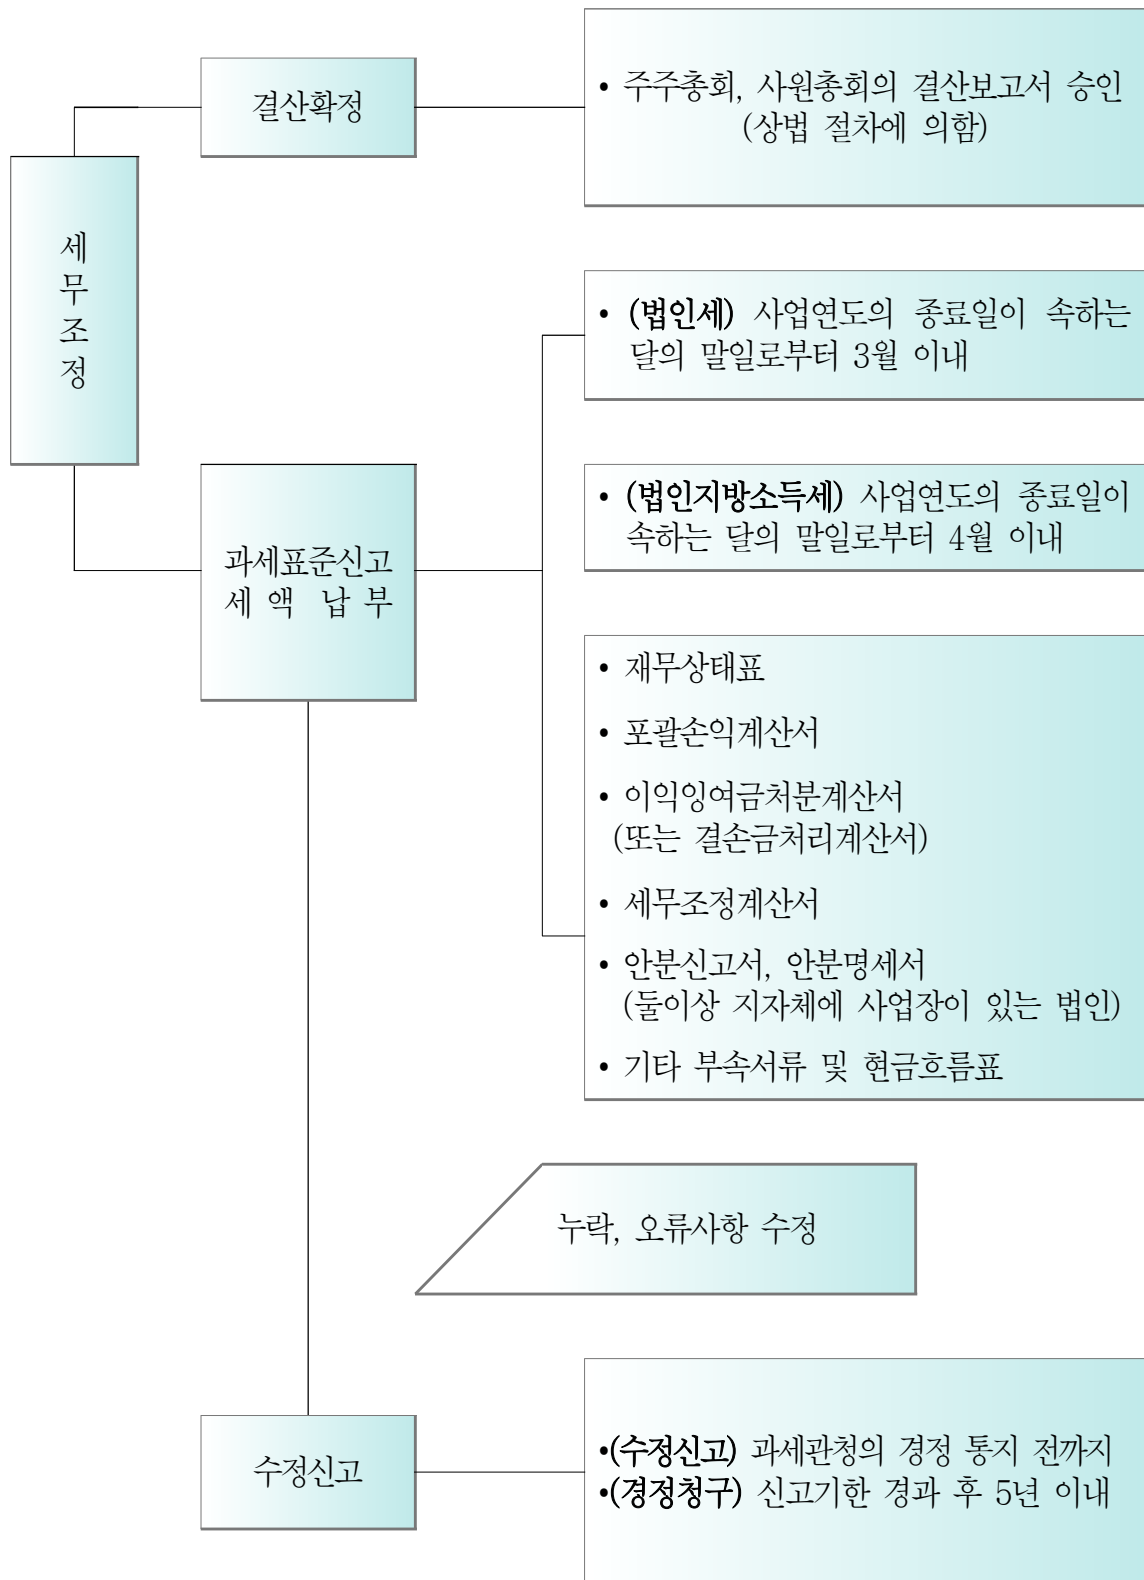 결산확정
• 주주총회, 사원총회의 결산보고서 승인
(상법 절차에 의함)
세
무
조
정
• (법인세) 사업연도의 종료일이 속하는
달의 말일로부터 3월 이내
• (법인지방소득세) 사업연도의 종료일이
속하는 달의 말일로부터 4월 이내
과세표준신고
세 액 납 부
• 재무상태표
• 포괄손익계산서
• 이익잉여금처분계산서
(또는 결손금처리계산서)
• 세무조정계산서
• 안분신고서, 안분명세서
(둘이상 지자체에 사업장이 있는 법인)
• 기타 부속서류 및 현금흐름표
누락, 오류사항 수정
수정신고
•(수정신고) 과세관청의 경정 통지 전까지
•(경정청구) 신고기한 경과 후 5년 이내